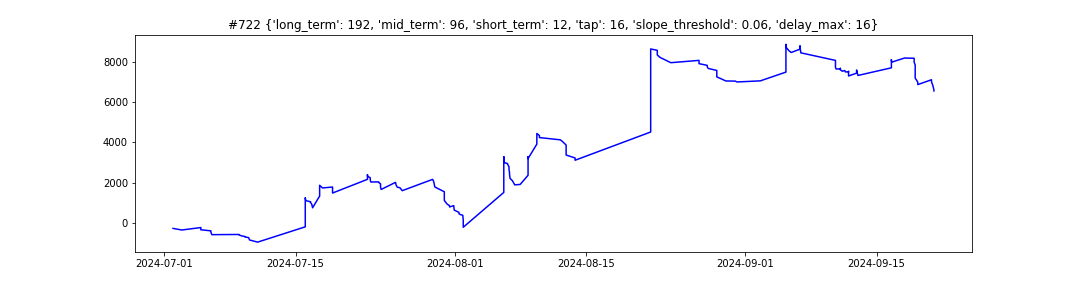 #722 {'long_term': 192, 'mid_term': 96, 'short_term': 12, 'tap': 16, 'slope_threshold': 0.06, 'delay_max': 16}
8000
6000
4000
2000
0
2024-07-01 2024-07-15 2024-08-01 2024-08-15 2024-09-01 2024-09-15